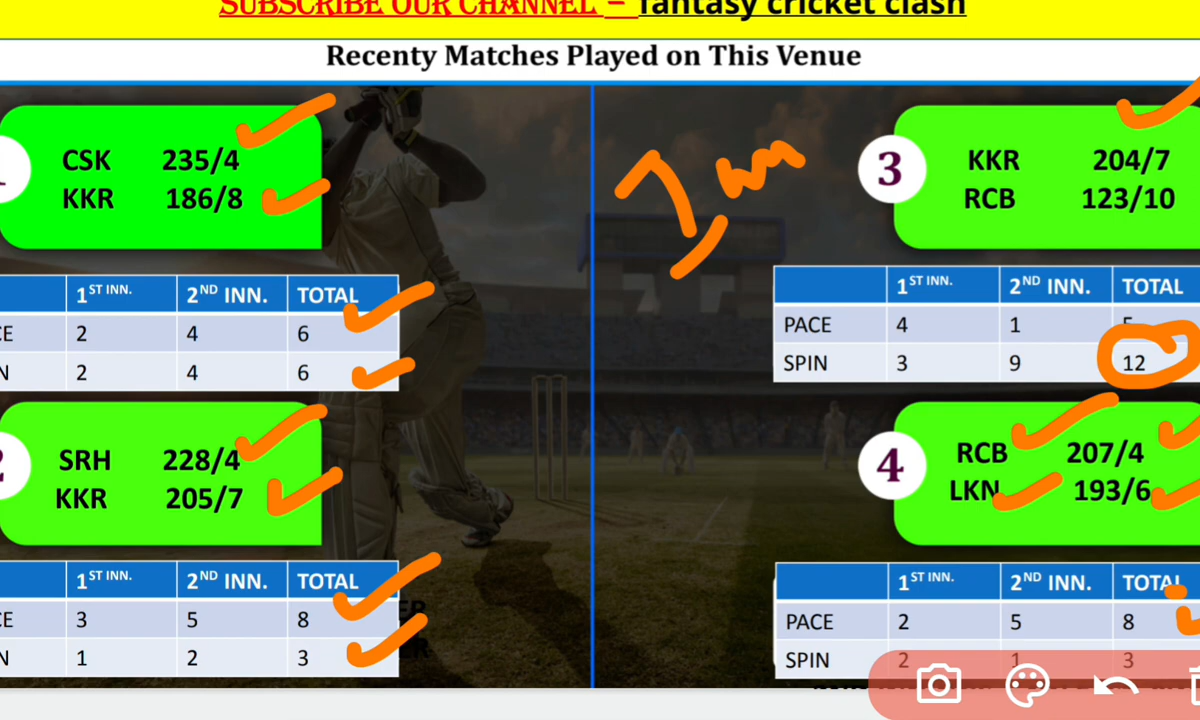 SUBSCRIBE OUR CHANNEL – fantasy cricket clash
Recenty Matches Played on This Venue
CSK 235/4
KKR 186/8
1ST INN. 2ND INN. TOTAL
CE 2 4 6
N 2 4 6
2
SRH 228/4
KKR 205/7
1ST INN. 2ND INN. TOTAL
CE 3 5 8
N 1 2 3
3
KKR 204/7
RCB 123/10
1ST INN. 2ND INN. TOTAL
PACE 4 1 5
SPIN 3 9 12
4
RCB 207/4
LKN 193/6
1ST INN. 2ND INN. TOTAL
PACE 2 5 8
SPIN 2 1 3